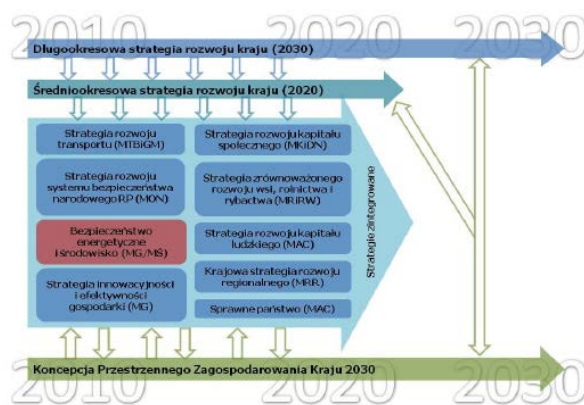 2010 2020 2030
Długookresowa strategia rozwoju kraju (2030)
Średniookresowa strategia rozwoju kraju (2020)
Strategia rozwoju
transportu (MTBiGM)
Strategia rozwoju
systemu bezpieczeństwa
narodowego RP (MON)
Bezpieczeństwo
energetyczne
i środowisko (MG/MŚ)
Strategia innowacyjności
i efektywności
gospodarki (MG)
Strategia rozwoju kapitału
społecznego (MKiDN)
Strategia zrównoważonego
rozwoju wsi, rolnictwa i
rybactwa (MRiRW)
Strategia rozwoju kapitału
ludzkiego (MAC)
Krajowa strategia rozwoju
regionalnego (MRR)
Sprawne państwo (MAC)
Strategie zintegrowane
Koncepcja Przestrzennego Zagospodarowania Kraju 2030
2010 2020 2030